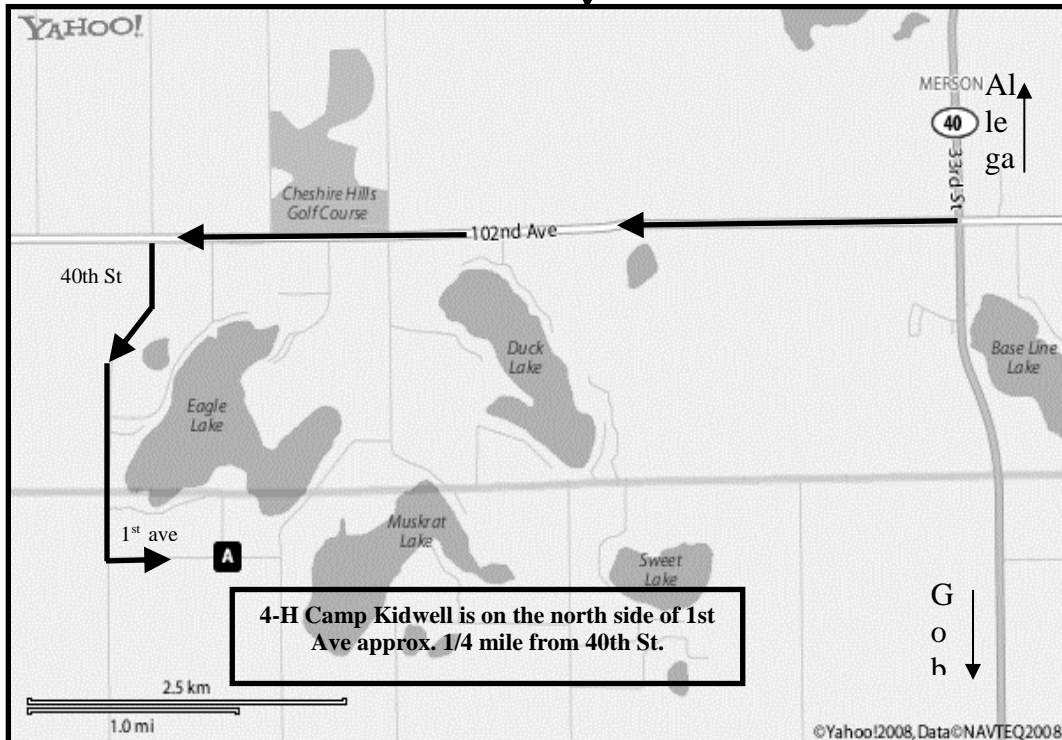 YAHOO!
MERSON
Al
le
ga
40
33rd St
Cheshire Hills
Golf Course
102nd Ave
40th St
Duck
Lake
Base Line
Lake
Eagle
Lake
1st ave
Muskrat
Lake
A
Sweet
Lake
4-H Camp Kidwell is on the north side of 1st
Ave approx. 1/4 mile from 40th St.
G
o
b
2.5 km
1.0 mi
©Yahoo!2008, Data©NAVTEQ2008